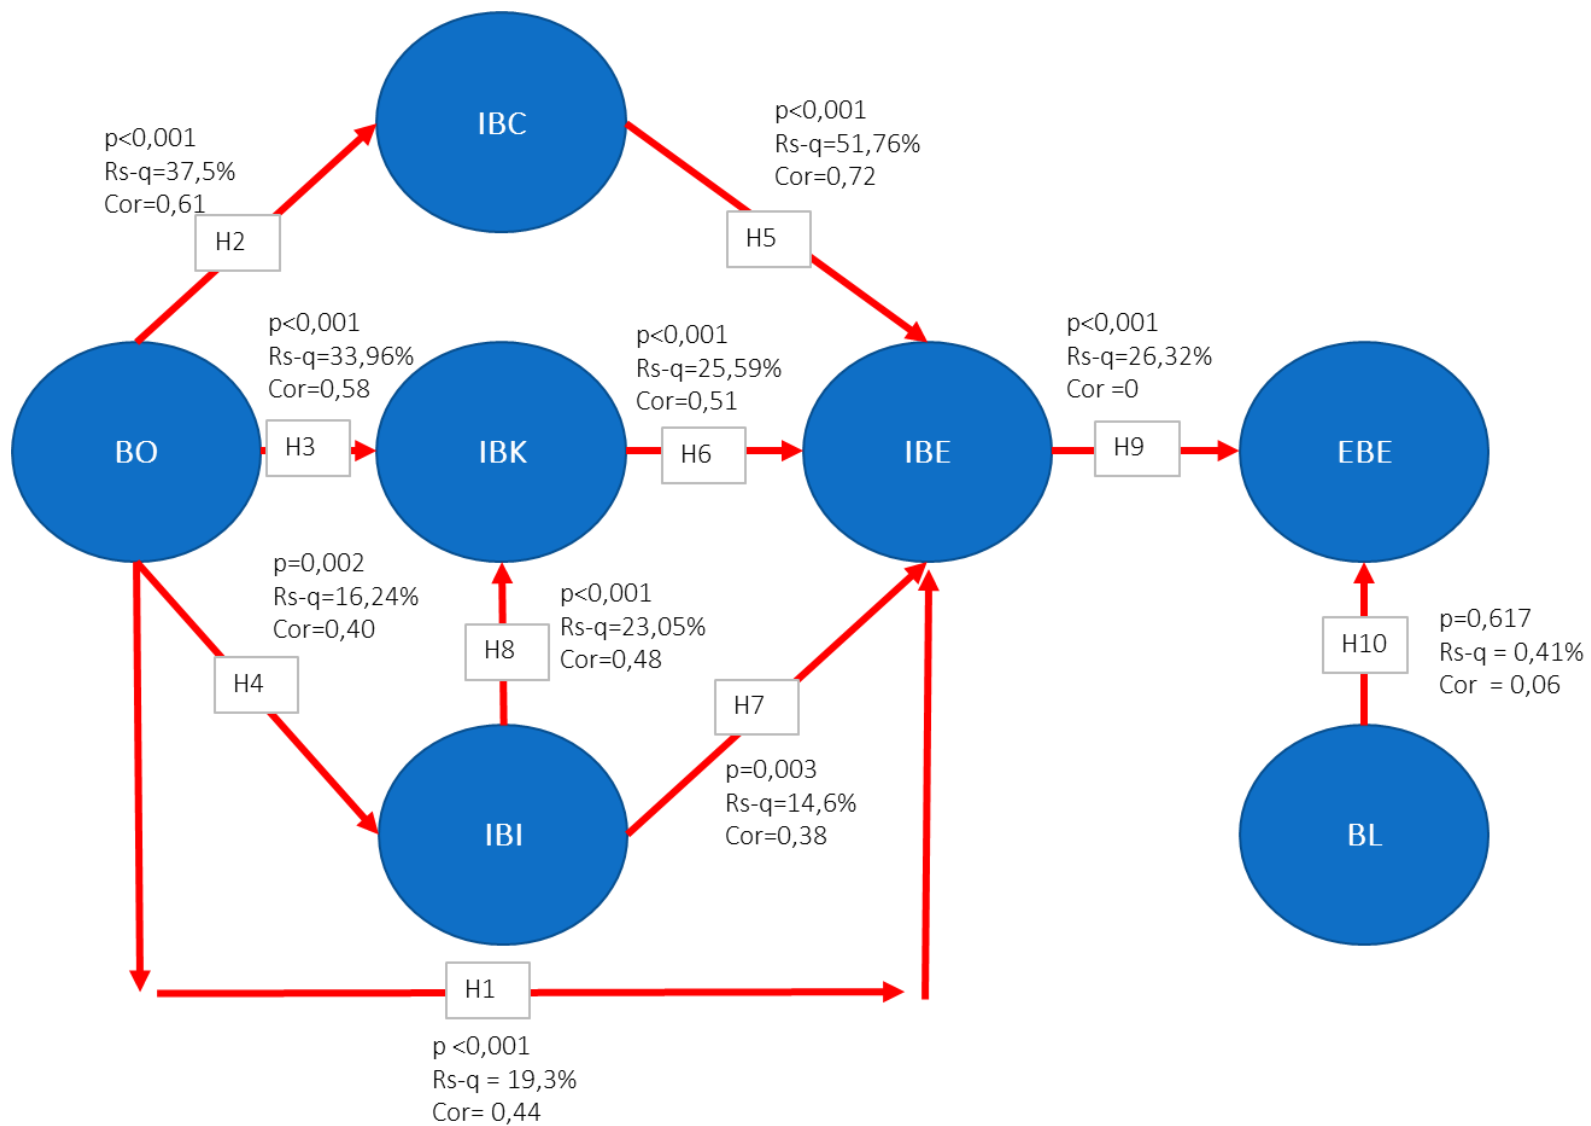 IBC
p<0,001
Rs-q=51,76%
Cor=0,72
p<0,001
Rs-q=37,5%
Cor=0,61
H2
H5
p<0,001
Rs-q=33,96%
Cor=0,58
p<0,001
Rs-q=25,59%
Cor=0,51
p<0,001
Rs-q=26,32%
Cor =0
BO
H3
IBK
H6
IBE
H9
EBE
p=0,002
Rs-q=16,24%
Cor=0,40
p<0,001
Rs-q=23,05%
Cor=0,48
H8
H10
p=0,617
Rs-q = 0,41%
Cor  = 0,06
H4
H7
p=0,003
Rs-q=14,6%
Cor=0,38
IBI
BL
H1
p <0,001
Rs-q = 19,3%
Cor= 0,44